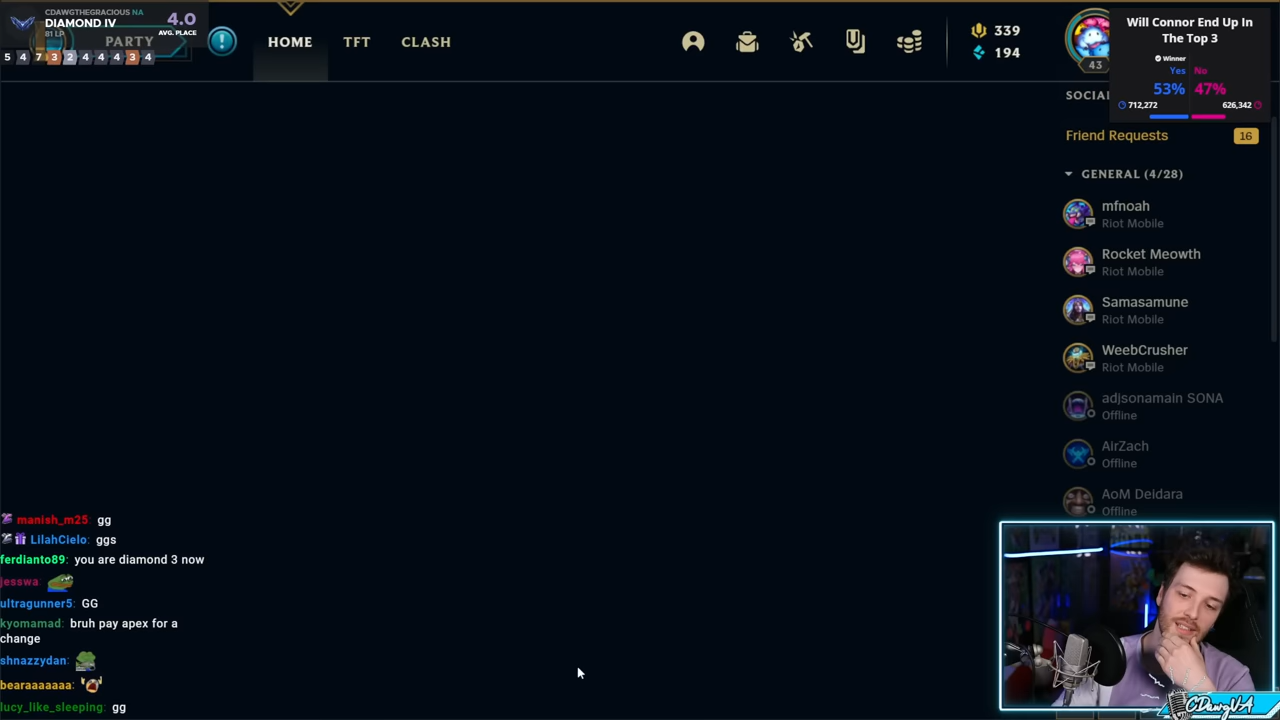 CDAWGTHEGRACIOUS NA
DIAMOND IV
81 LP
4.0
AVG. PLACE
PARTY
5 4 7 3 2 4 4 4 3 4
HOME
TFT
CLASH
339
194
43
Will Connor End Up In
The Top 3
Winner
Yes No
53% 47%
712,272 626,342
SOCIAL
Friend Requests 16
GENERAL (4/28)
mfnoah
Riot Mobile
Rocket Meowth
Riot Mobile
Samasamune
Riot Mobile
WeebCrusher
Riot Mobile
adjsonamain SONA
Offline
AirZach
Offline
AoM Deidara
Offline
manish_m25: gg
LilahCielo: ggs
ferdianto89: you are diamond 3 now
jesswa:
ultragunner5: GG
kyomamad: bruh pay apex for a
change
shnazzydan:
bearaaaaaaa:
lucy_like_sleeping: gg
CDawgVA